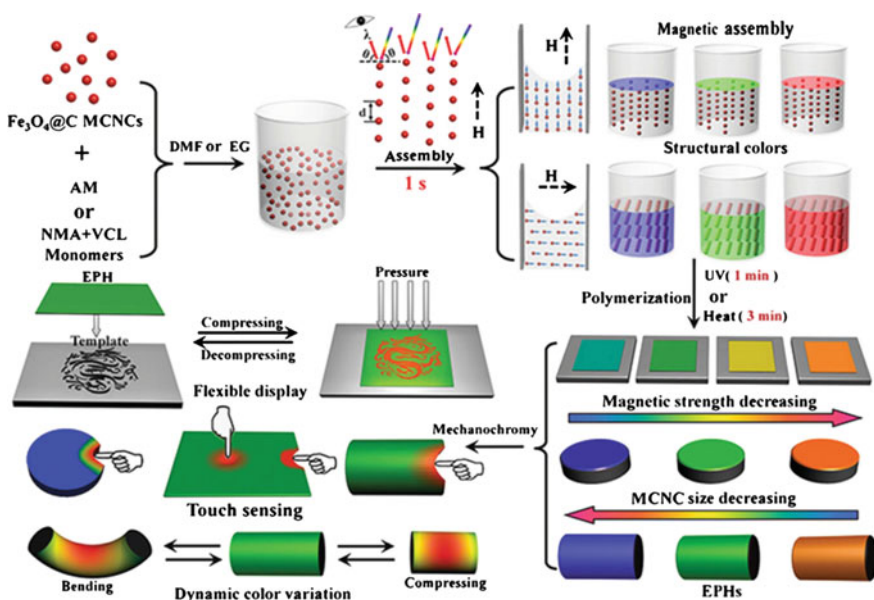 Fe₃O₄@C MCNCs
+
AM
or
NMA+VCL
Monomers
DMF or EG
λ
θ θ
d
H
Assembly
1 s
Magnetic assembly
H
Structural colors
H
UV( 1 min )
Polymerization or
Heat( 3 min)
EPH
Template
Compressing
Decompressing
Pressure
Flexible display
Mechanochromy
Touch sensing
Magnetic strength decreasing
MCNC size decreasing
EPHs
Bending
Dynamic color variation
Compressing